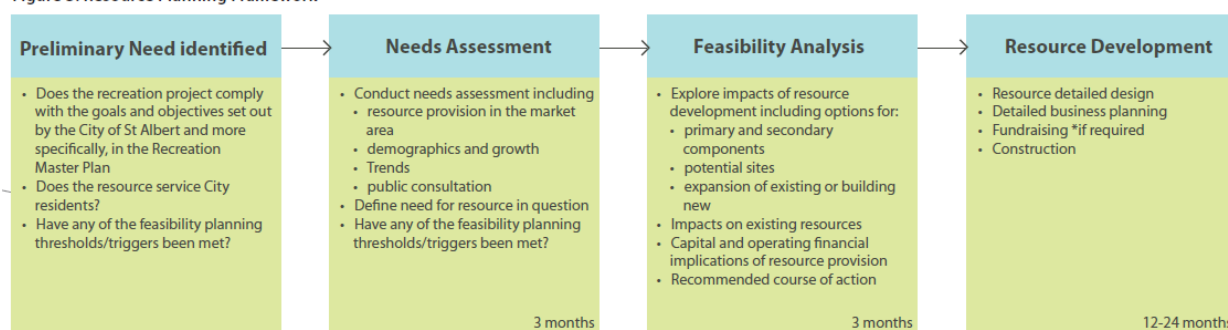 Preliminary Need identified
• Does the recreation project comply
with the goals and objectives set out
by the City of St Albert and more
specifically, in the Recreation
Master Plan
• Does the resource service City
residents?
• Have any of the feasibility planning
thresholds/triggers been met?
Needs Assessment
• Conduct needs assessment including
• resource provision in the market
area
• demographics and growth
• Trends
• public consultation
• Define need for resource in question
• Have any of the feasibility planning
thresholds/triggers been met?
3 months
Feasibility Analysis
• Explore impacts of resource
development including options for:
• primary and secondary
components
• potential sites
• expansion of existing or building
new
• Impacts on existing resources
• Capital and operating financial
implications of resource provision
• Recommended course of action
3 months
Resource Development
• Resource detailed design
• Detailed business planning
• Fundraising *if required
• Construction
12-24 months